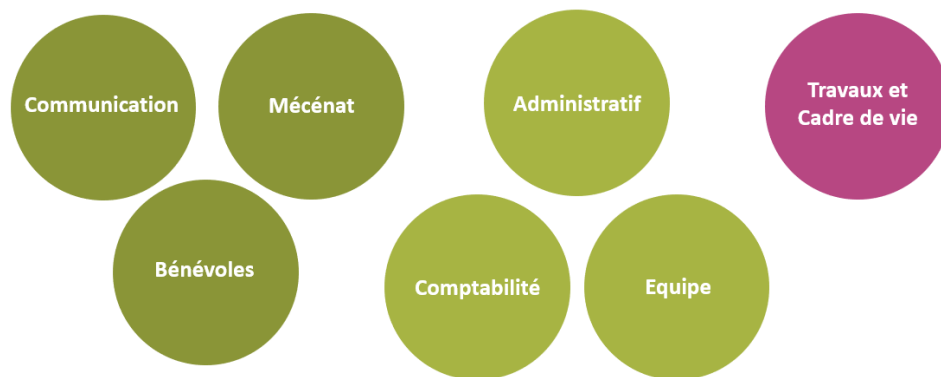 Communication
Mécénat
Administratif
Travaux et
Cadre de vie
Bénévoles
Comptabilité
Equipe